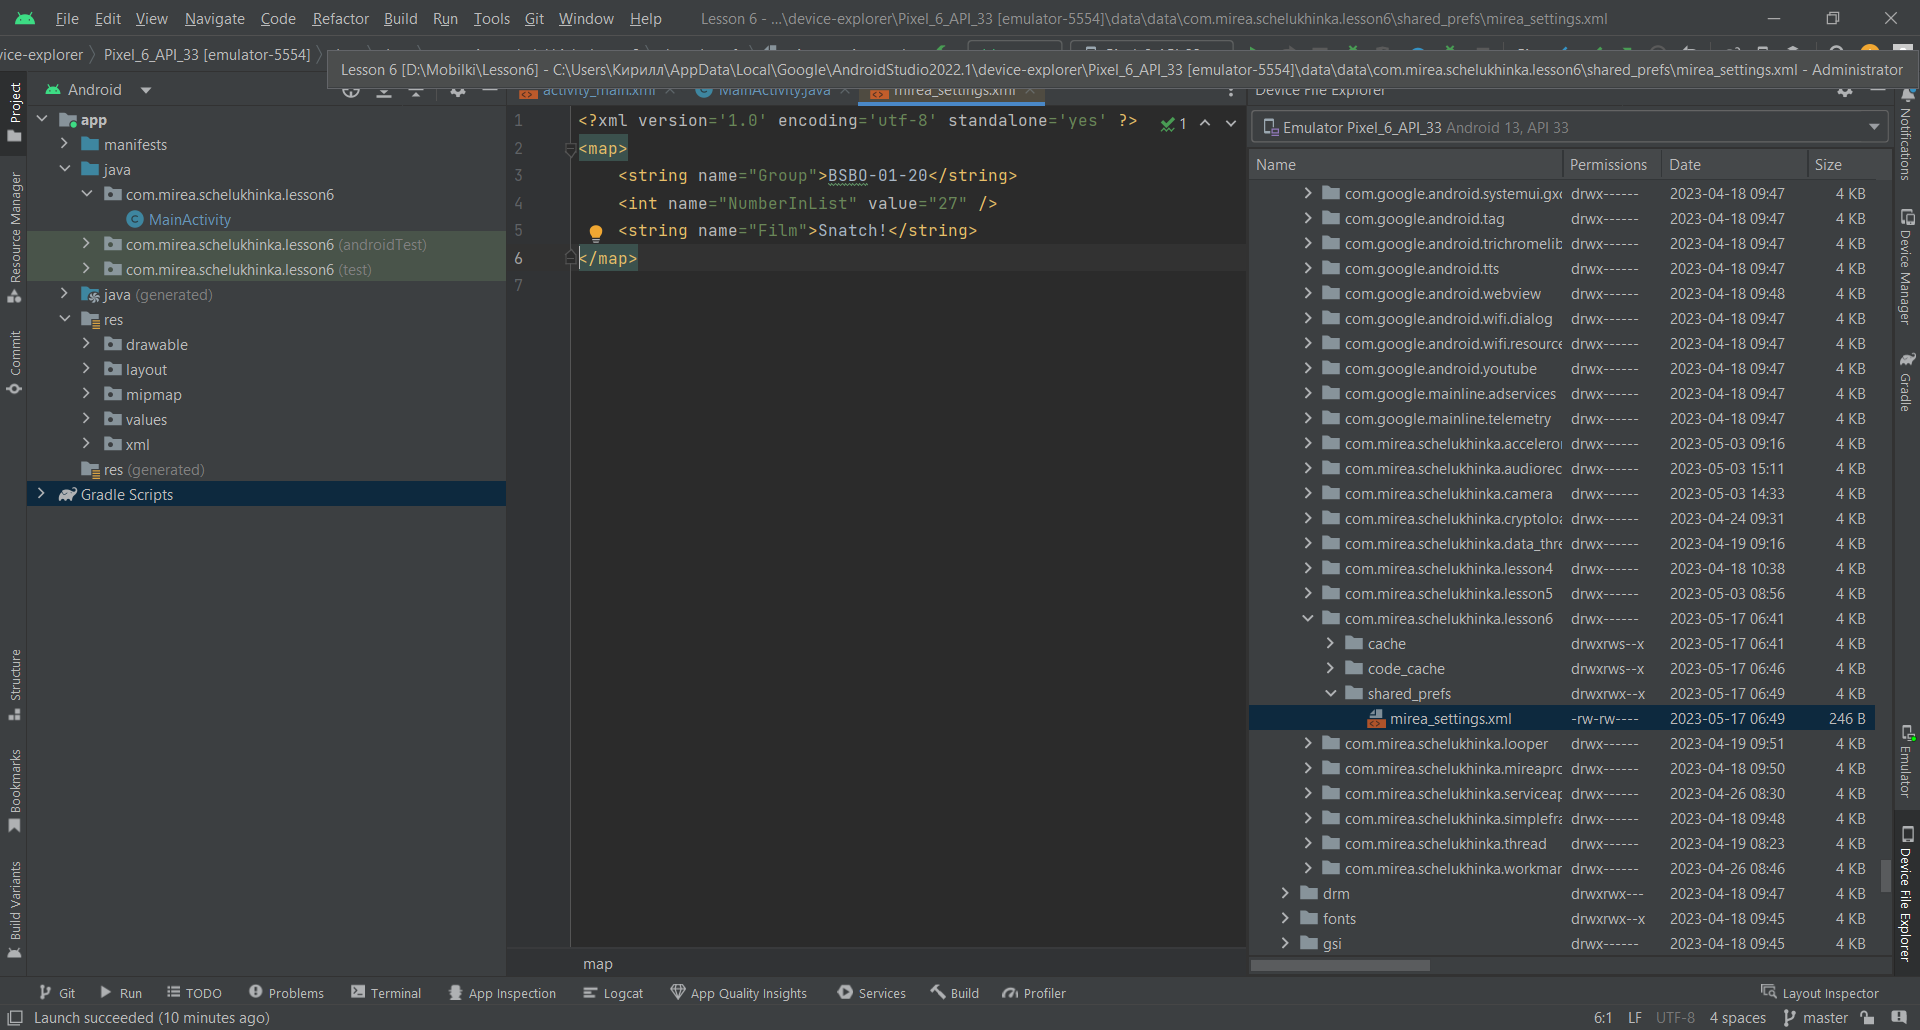 File Edit View Navigate Code Refactor Build Run Tools Git Window Help Lesson 6 - ...\device-explorer\Pixel_6_API_33 [emulator-5554]\data\data\com.mirea.schelukhinka.lesson6\shared_prefs\mirea_settings.xml
vice-explorer Pixel_6_API_33 [emulator-5554]
Lesson 6 [D:\Mobilki\Lesson6] - C:\Users\Кирилл\AppData\Local\Google\AndroidStudio2022.1\device-explorer\Pixel_6_API_33 [emulator-5554]\data\data\com.mirea.schelukhinka.lesson6\shared_prefs\mirea_settings.xml - Administrator
Project
Resource Manager
Commit
Structure
Bookmarks
Build Variants
Android
app
manifests
java
com.mirea.schelukhinka.lesson6
MainActivity
com.mirea.schelukhinka.lesson6 (androidTest)
com.mirea.schelukhinka.lesson6 (test)
java (generated)
res
drawable
layout
mipmap
values
xml
res (generated)
Gradle Scripts
activity_main.xml MainActivity.java mirea_settings.xml
1 <?xml version='1.0' encoding='utf-8' standalone='yes' ?> 1
2 <map>
3 <string name="Group">BSBO-01-20</string>
4 <int name="NumberInList" value="27" />
5 <string name="Film">Snatch!</string>
6 </map>
7
map
Device File Explorer
Emulator Pixel_6_API_33 Android 13, API 33
Name Permissions Date Size
com.google.android.systemui.gxo drwx------ 2023-04-18 09:47 4 KB
com.google.android.tag drwx------ 2023-04-18 09:47 4 KB
com.google.android.trichromelib drwx------ 2023-04-18 09:47 4 KB
com.google.android.tts drwx------ 2023-04-18 09:47 4 KB
com.google.android.webview drwx------ 2023-04-18 09:48 4 KB
com.google.android.wifi.dialog drwx------ 2023-04-18 09:47 4 KB
com.google.android.wifi.resource drwx------ 2023-04-18 09:47 4 KB
com.google.android.youtube drwx------ 2023-04-18 09:47 4 KB
com.google.mainline.adservices drwx------ 2023-04-18 09:47 4 KB
com.google.mainline.telemetry drwx------ 2023-04-18 09:47 4 KB
com.mirea.schelukhinka.acceleror drwx------ 2023-05-03 09:16 4 KB
com.mirea.schelukhinka.audiorec drwx------ 2023-05-03 15:11 4 KB
com.mirea.schelukhinka.camera drwx------ 2023-05-03 14:33 4 KB
com.mirea.schelukhinka.cryptoloa drwx------ 2023-04-24 09:31 4 KB
com.mirea.schelukhinka.data_thre drwx------ 2023-04-19 09:16 4 KB
com.mirea.schelukhinka.lesson4 drwx------ 2023-04-18 10:38 4 KB
com.mirea.schelukhinka.lesson5 drwx------ 2023-05-03 08:56 4 KB
com.mirea.schelukhinka.lesson6 drwx------ 2023-05-17 06:41 4 KB
cache drwxrws--x 2023-05-17 06:41 4 KB
code_cache drwxrws--x 2023-05-17 06:46 4 KB
shared_prefs drwxrwx--x 2023-05-17 06:49 4 KB
mirea_settings.xml -rw-rw---- 2023-05-17 06:49 246 B
com.mirea.schelukhinka.looper drwx------ 2023-04-19 09:51 4 KB
com.mirea.schelukhinka.mireaprc drwx------ 2023-04-18 09:50 4 KB
com.mirea.schelukhinka.serviceap drwx------ 2023-04-26 08:30 4 KB
com.mirea.schelukhinka.simplefra drwx------ 2023-04-18 09:48 4 KB
com.mirea.schelukhinka.thread drwx------ 2023-04-19 08:23 4 KB
com.mirea.schelukhinka.workmar drwx------ 2023-04-26 08:46 4 KB
drm drwxrwx--- 2023-04-18 09:47 4 KB
fonts drwxrwx--x 2023-04-18 09:45 4 KB
gsi drwx------ 2023-04-18 09:45 4 KB
Notifications
Device Manager
Gradle
Emulator
Device File Explorer
Git Run TODO Problems Terminal App Inspection Logcat App Quality Insights Services Build Profiler Layout Inspector
Launch succeeded (10 minutes ago) 6:1 LF UTF-8 4 spaces master